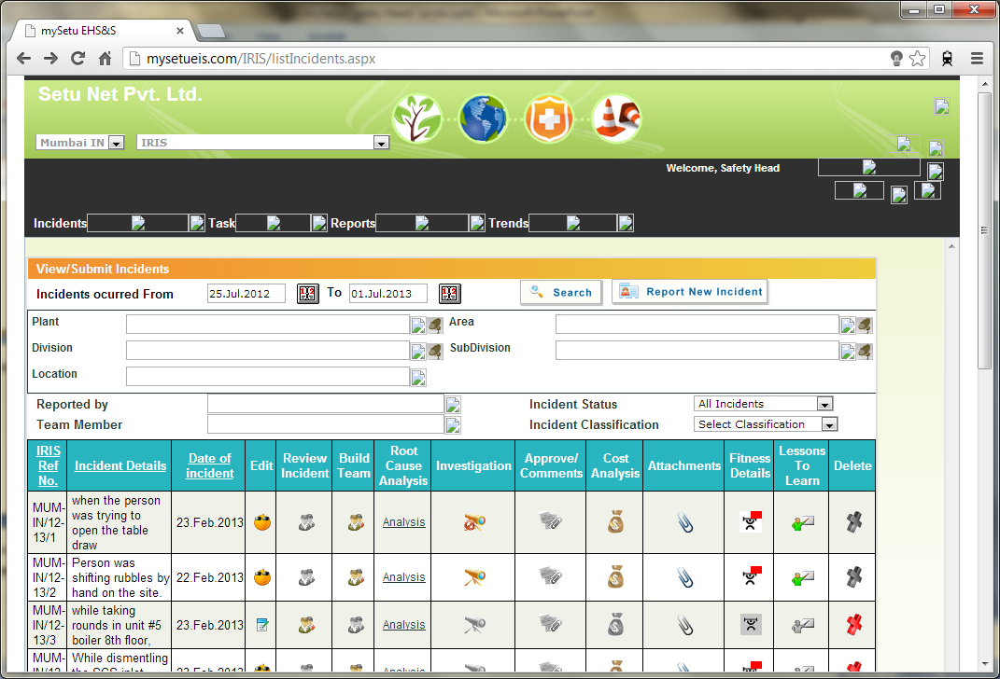 mySetu EHS&S
mysetueis.com/IRIS/listIncidents.aspx
Setu Net Pvt. Ltd.
Mumbai IN IRIS
Welcome, Safety Head
Incidents Task Reports Trends
View/Submit Incidents
Incidents ocurred From 25.Jul.2012 To 01.Jul.2013 Search Report New Incident
Plant Area
Division SubDivision
Location
Reported by Incident Status All Incidents
Team Member Incident Classification Select Classification
IRIS Ref No. Incident Details Date of incident Edit Review Incident Build Team Root Cause Analysis Investigation Approve/ Comments Cost Analysis Attachments Fitness Details Lessons To Learn Delete
MUM-IN/12-13/1 when the person was trying to open the table draw 23.Feb.2013 Analysis
MUM-IN/12-13/2 Person was shifting rubbles by hand on the site. 22.Feb.2013 Analysis
MUM-IN/12-13/3 while taking rounds in unit #5 boiler 8th floor, 23.Feb.2013 Analysis
MUM-IN/12- While dismentling